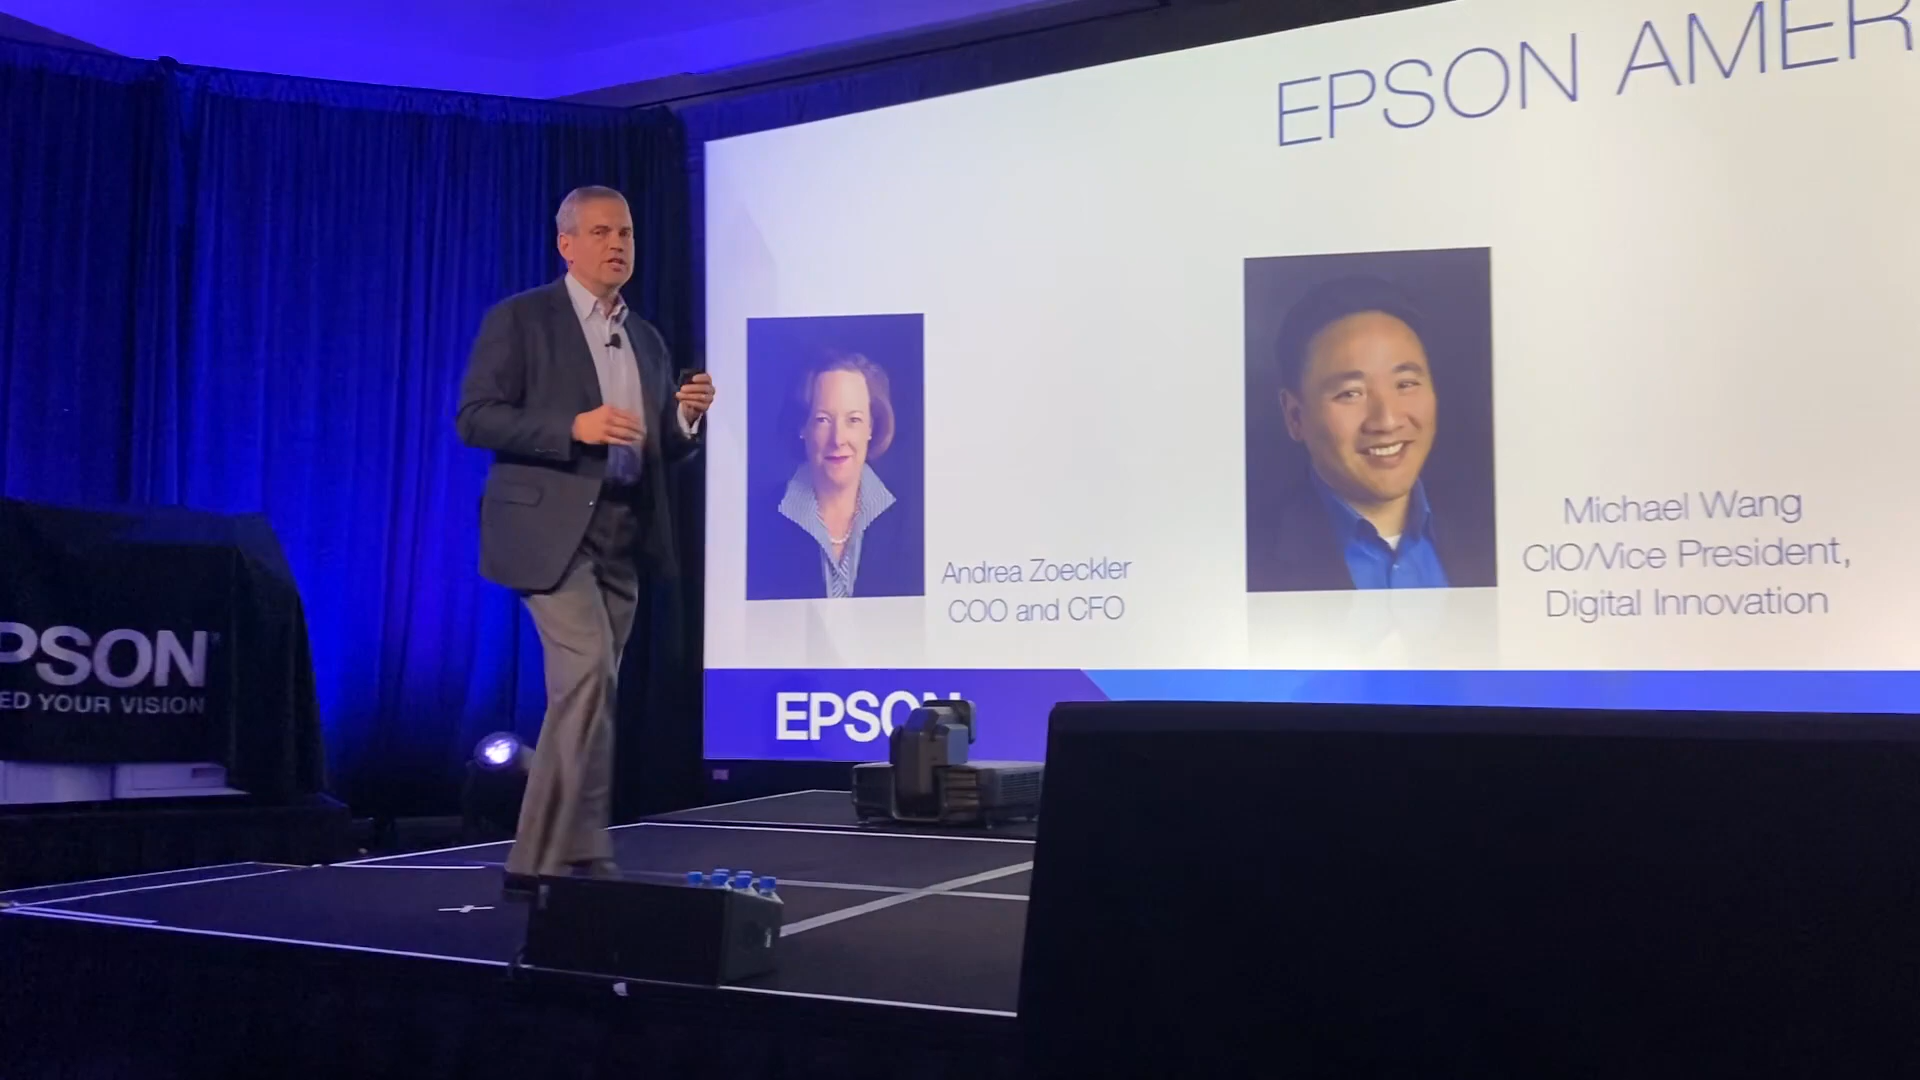 EPSON AMER
Andrea Zoeckler
COO and CFO
Michael Wang
CIO/Vice President,
Digital Innovation
EPSON
PSON
ED YOUR VISION